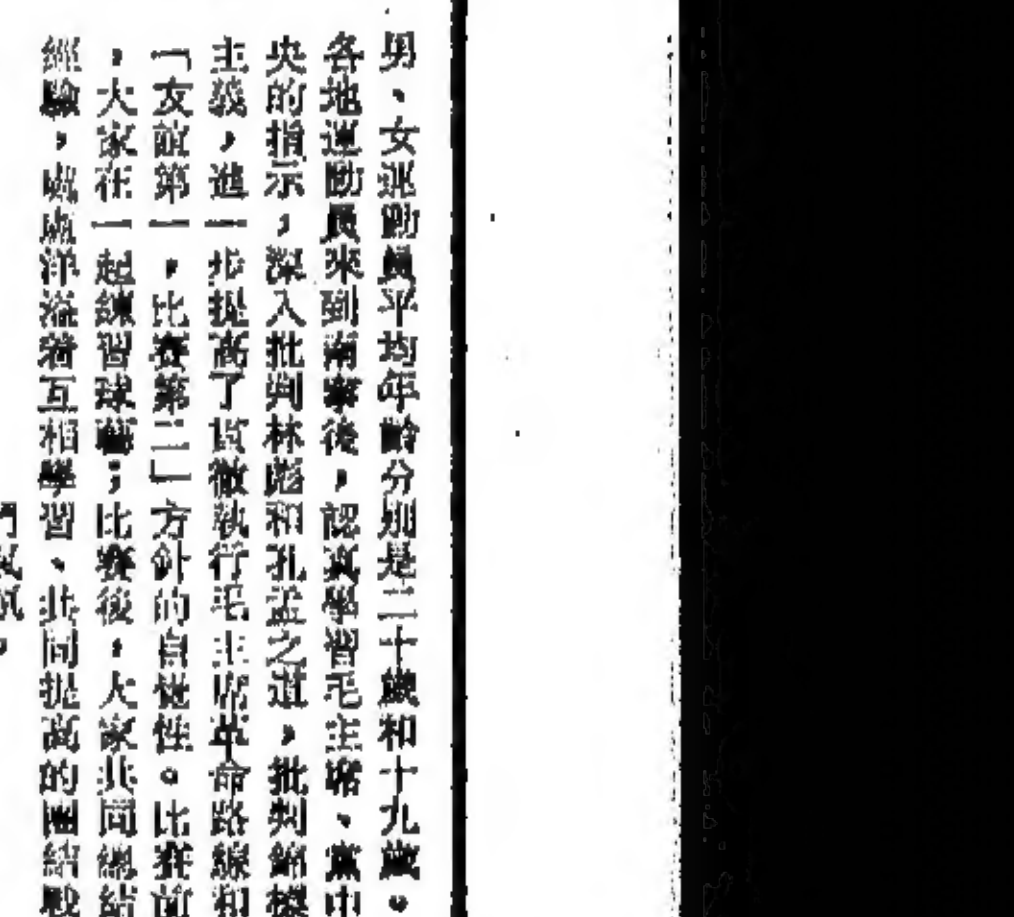 男、女運動員平均年齡分別是二十歲和十九歲。
各地運動員來到南寧後，認真學習毛主席、黨中
央的指示，深入批判林彪和孔孟之道，批判錦標
主義，進一步提高了貫徹執行毛主席革命路線和
「友誼第一，比賽第二」方針的自覺性。比賽前
，大家在一起練習球藝；比賽後，大家共同總結
經驗，處處洋溢着互相學習、共同提高的團結戰